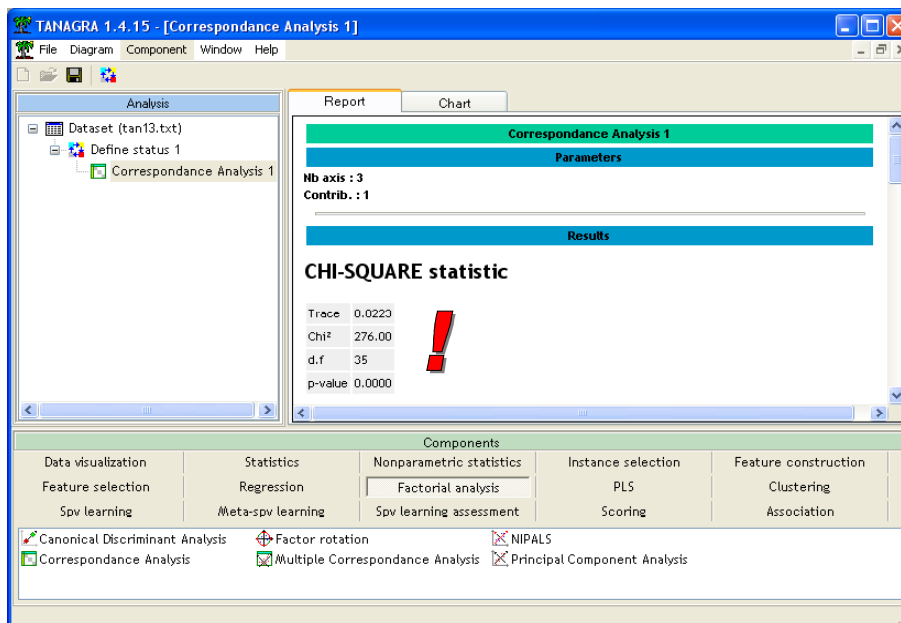 TANAGRA 1.4.15 - [Correspondance Analysis 1]
File Diagram Component Window Help
Analysis
Dataset (tan13.txt)
Define status 1
Correspondance Analysis 1
Report Chart
Correspondance Analysis 1
Parameters
Nb axis : 3
Contrib. : 1
Results
CHI-SQUARE statistic
Trace 0.0223
Chi² 276.00
d.f 35
p-value 0.0000
!
Components
Data visualization Statistics Nonparametric statistics Instance selection Feature construction
Feature selection Regression Factorial analysis PLS Clustering
Spv learning Meta-spv learning Spv learning assessment Scoring Association
Canonical Discriminant Analysis Factor rotation NIPALS
Correspondance Analysis Multiple Correspondance Analysis Principal Component Analysis